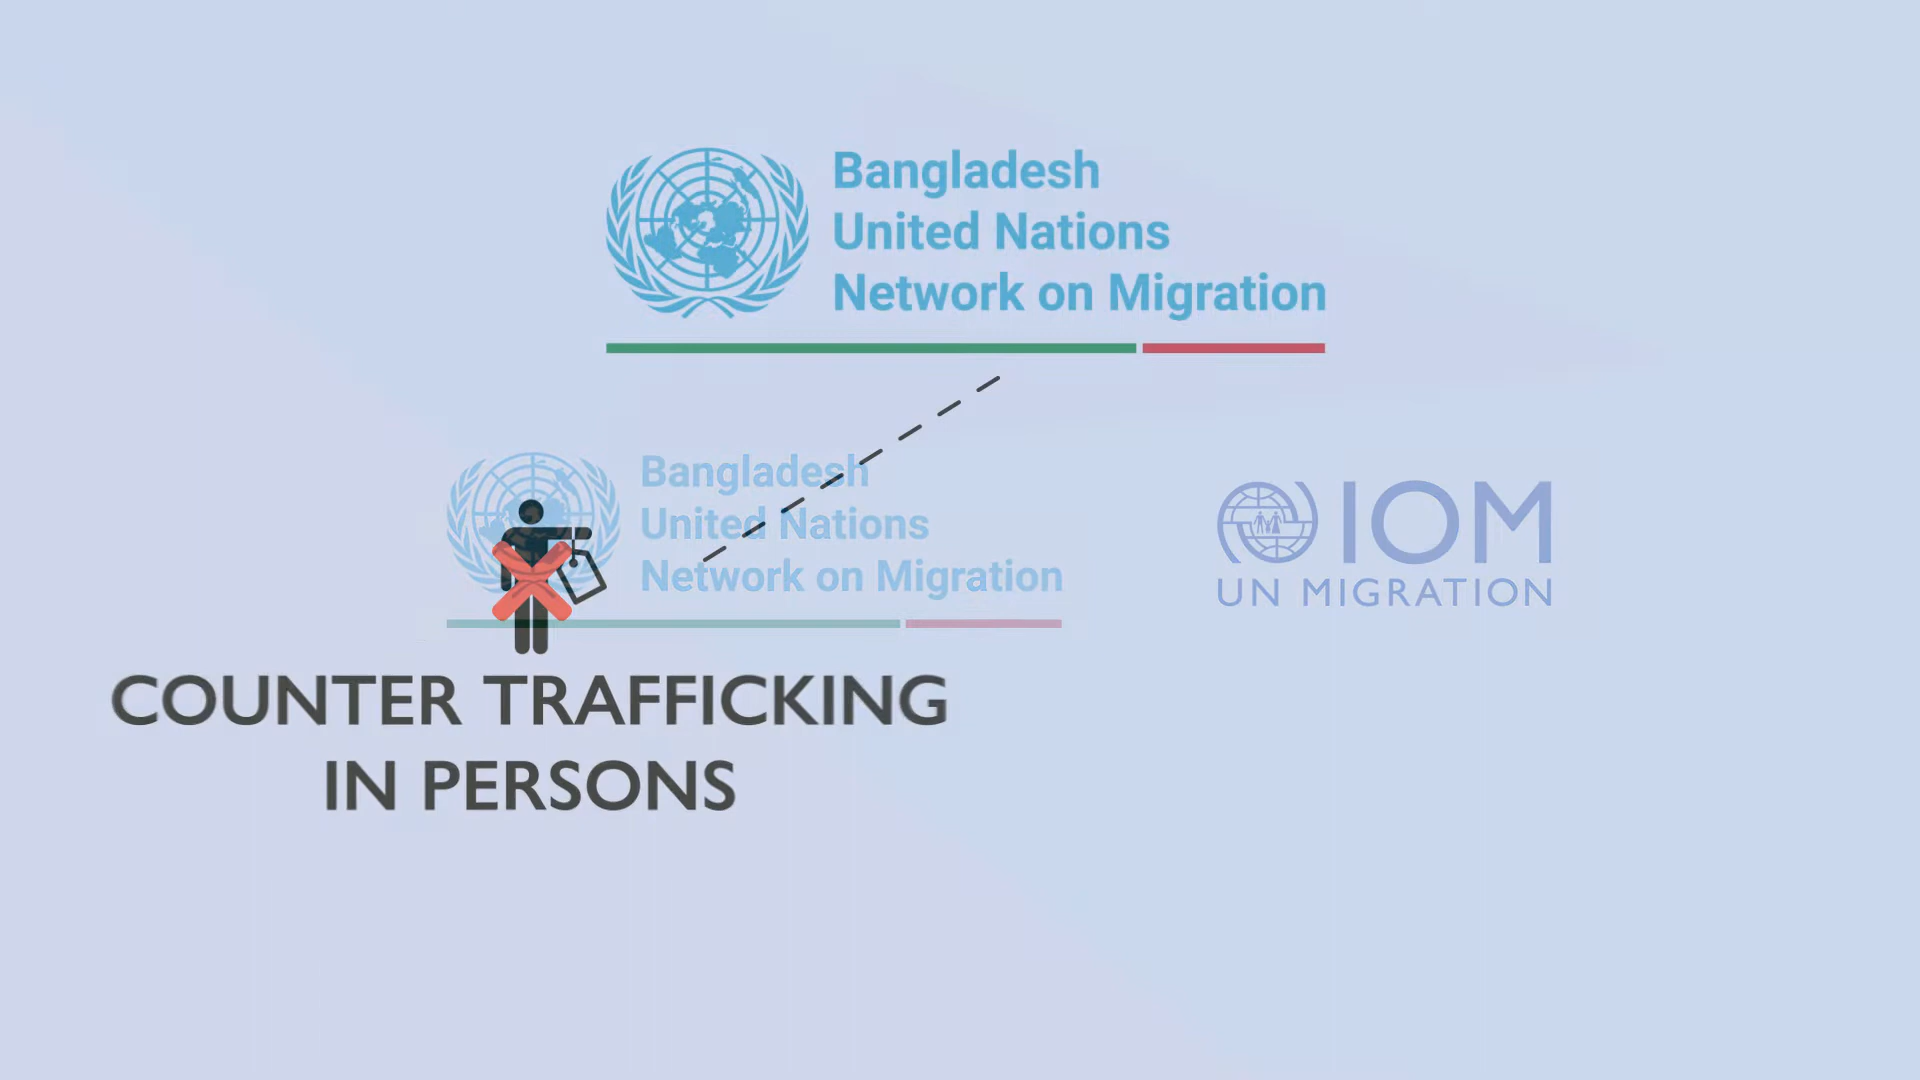 Bangladesh
United Nations
Network on Migration
Bangladesh
United Nations
Network on Migration
IOM
UN MIGRATION
COUNTER TRAFFICKING
IN PERSONS